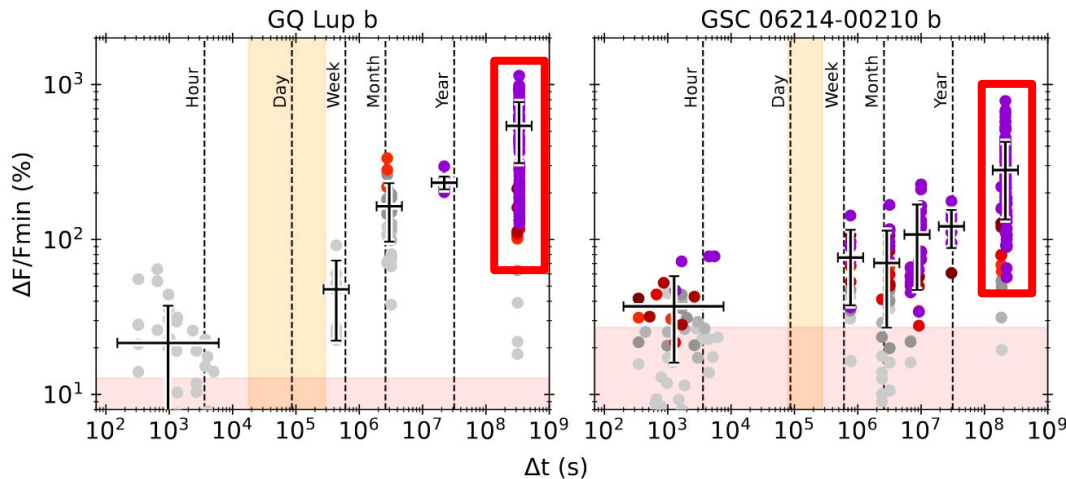 GQ Lup b
GSC 06214-00210 b
ΔF/Fmin (%)
10³
10²
10¹
Hour
Day
Week
Month
Year
Hour
Day
Week
Month
Year
10² 10³ 10⁴ 10⁵ 10⁶ 10⁷ 10⁸ 10⁹
10² 10³ 10⁴ 10⁵ 10⁶ 10⁷ 10⁸ 10⁹
Δt (s)